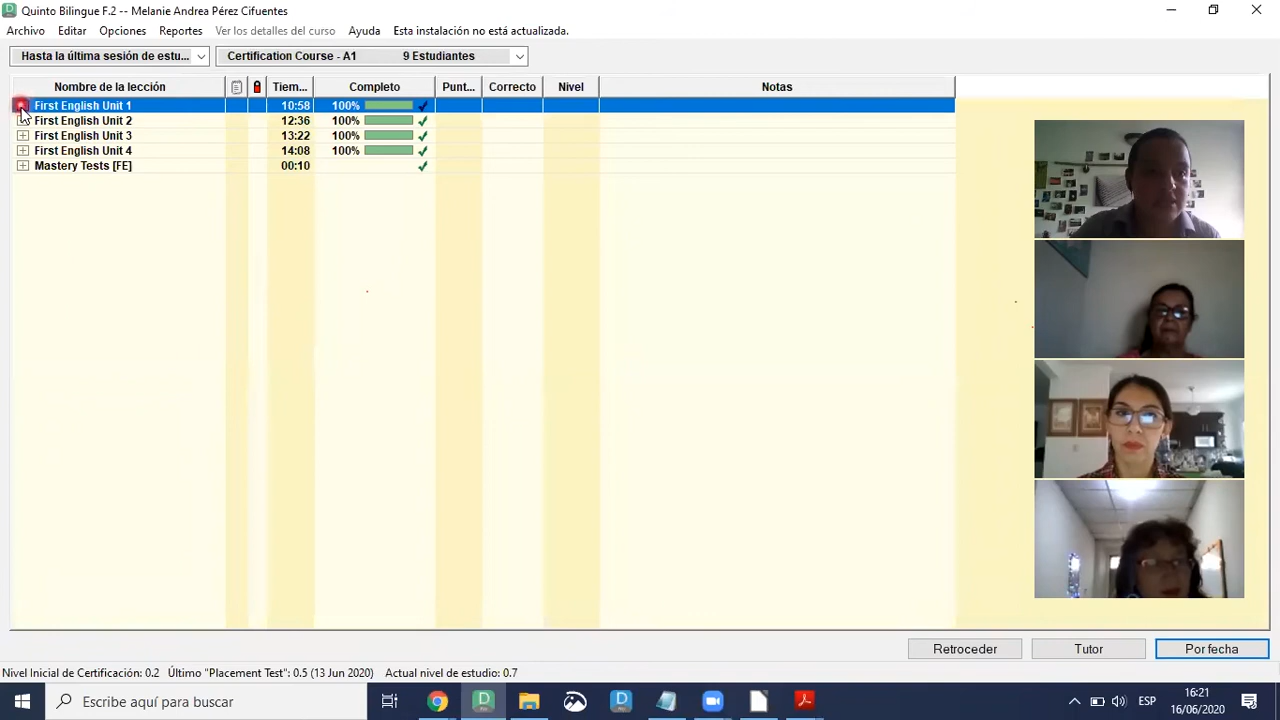 Quinto Bilingue F.2 -- Melanie Andrea Pérez Cifuentes
Archivo Editar Opciones Reportes Ver los detalles del curso Ayuda Esta instalación no está actualizada.
Hasta la última sesión de estu... Certification Course - A1 9 Estudiantes
Nombre de la lección Tiem... Completo Punt... Correcto Nivel Notas
First English Unit 1 10:58 100%
First English Unit 2 12:36 100%
First English Unit 3 13:22 100%
First English Unit 4 14:08 100%
Mastery Tests [FE] 00:10
Retroceder Tutor Por fecha
Nivel Inicial de Certificación: 0.2 Último "Placement Test": 0.5 (13 Jun 2020) Actual nivel de estudio: 0.7
Escribe aquí para buscar
ESP
16:21
16/06/2020